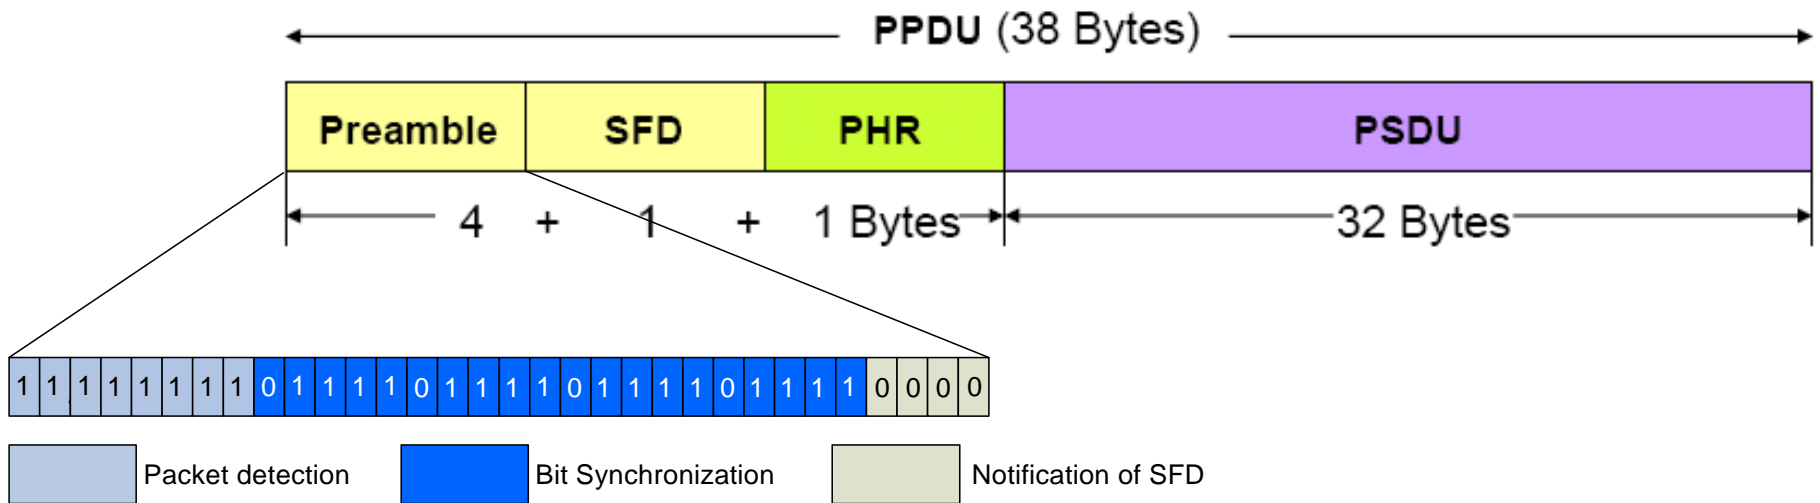 PPDU (38 Bytes)
Preamble SFD PHR PSDU
4 + 1 + 1 Bytes 32 Bytes
1 1 1 1 1 1 1 1 0 1 1 1 1 0 1 1 1 1 0 1 1 1 1 0 1 1 1 1 0 0 0 0
Packet detection Bit Synchronization Notification of SFD